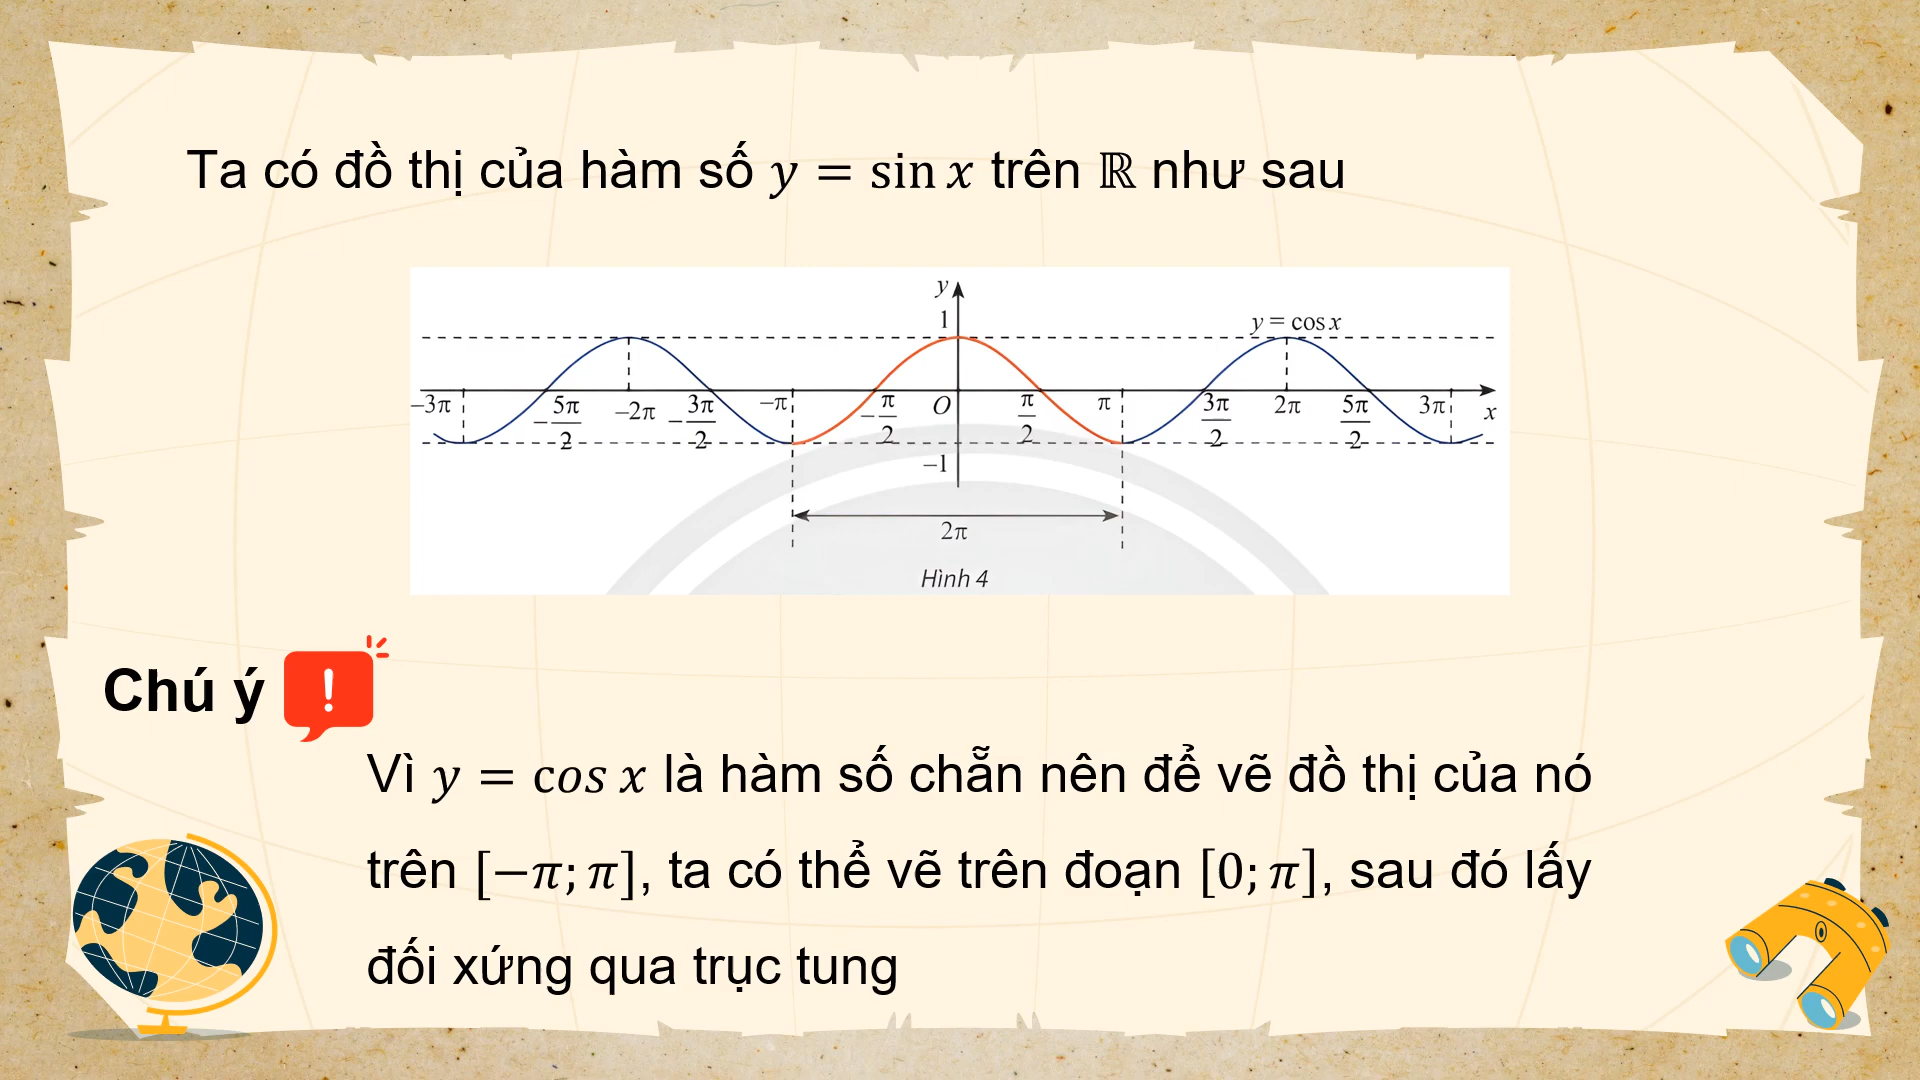 Ta có đồ thị của hàm số y = sin x trên ℝ như sau
y
1
y = cos x
−3π
−5π/2
−2π
−3π/2
−π
−π/2
O
π/2
π
3π/2
2π
5π/2
3π
x
−1
2π
Hình 4
Chú ý !
Vì y = cos x là hàm số chẵn nên để vẽ đồ thị của nó
trên [−π; π], ta có thể vẽ trên đoạn [0; π], sau đó lấy
đối xứng qua trục tung